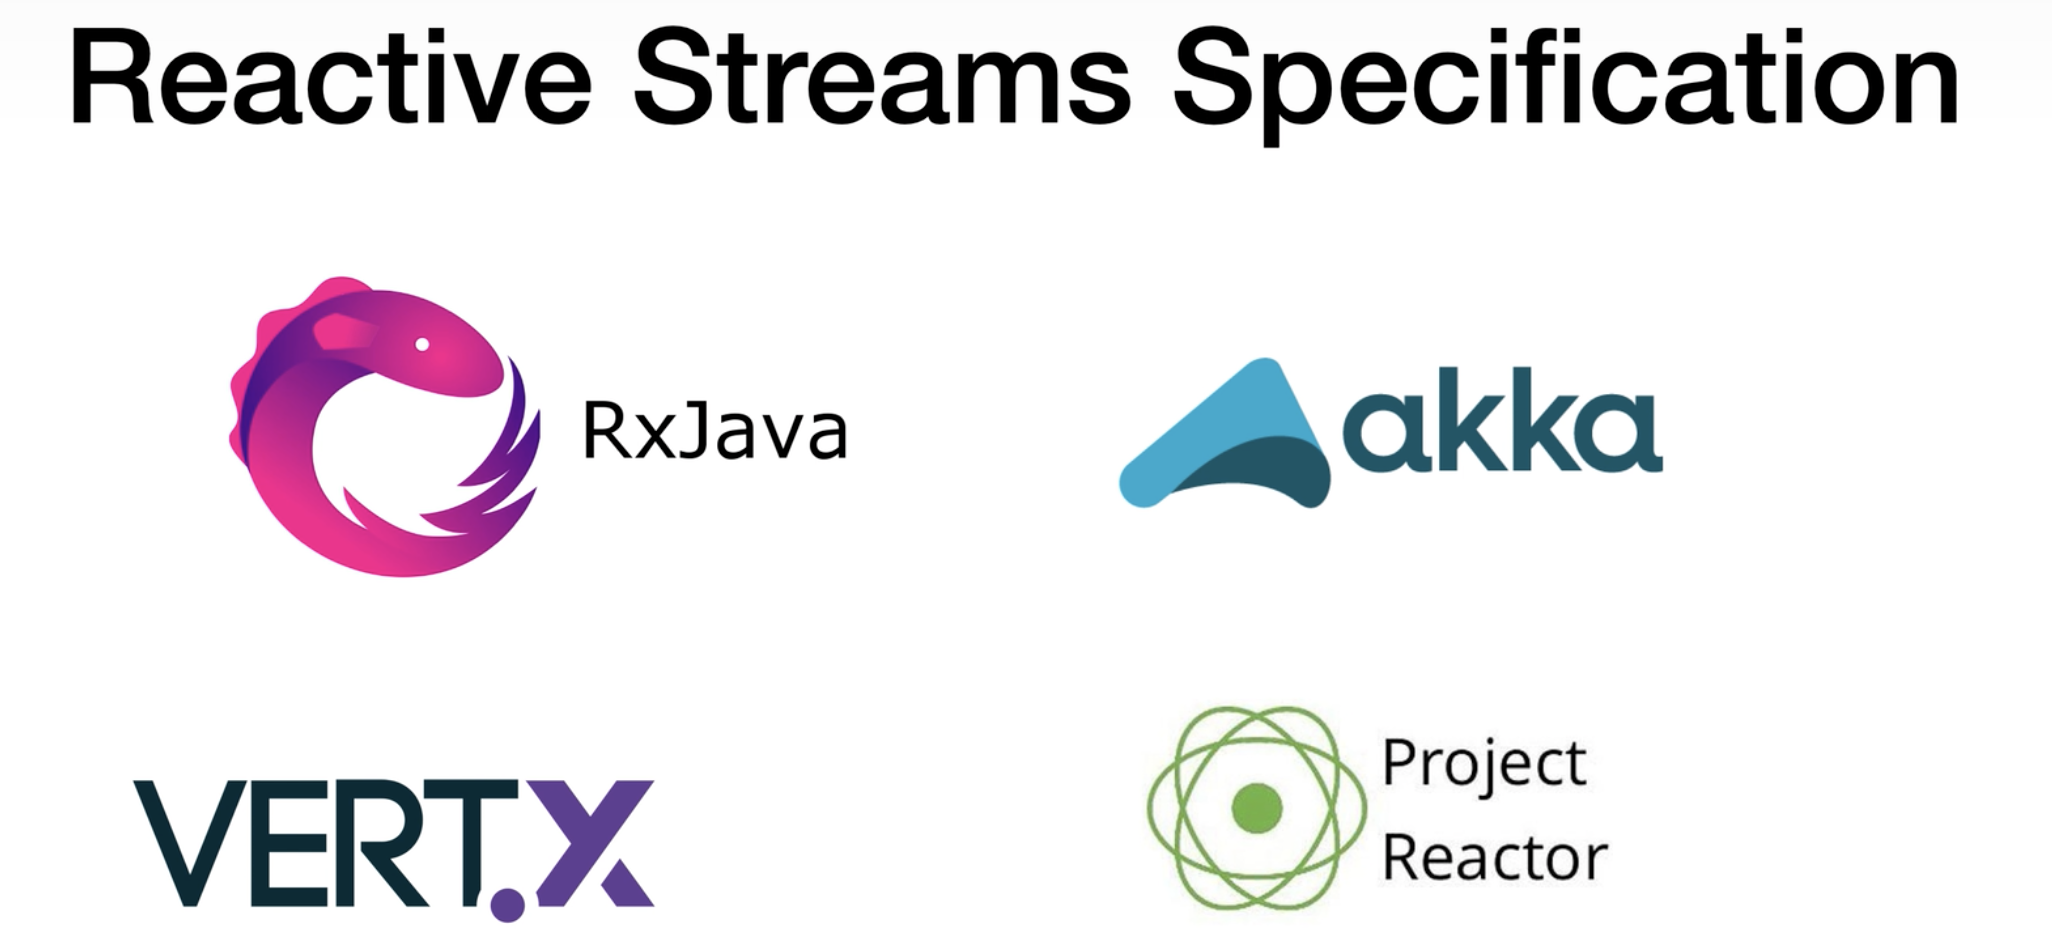 Reactive Streams Specification
RxJava
akka
VERT.X
Project
Reactor